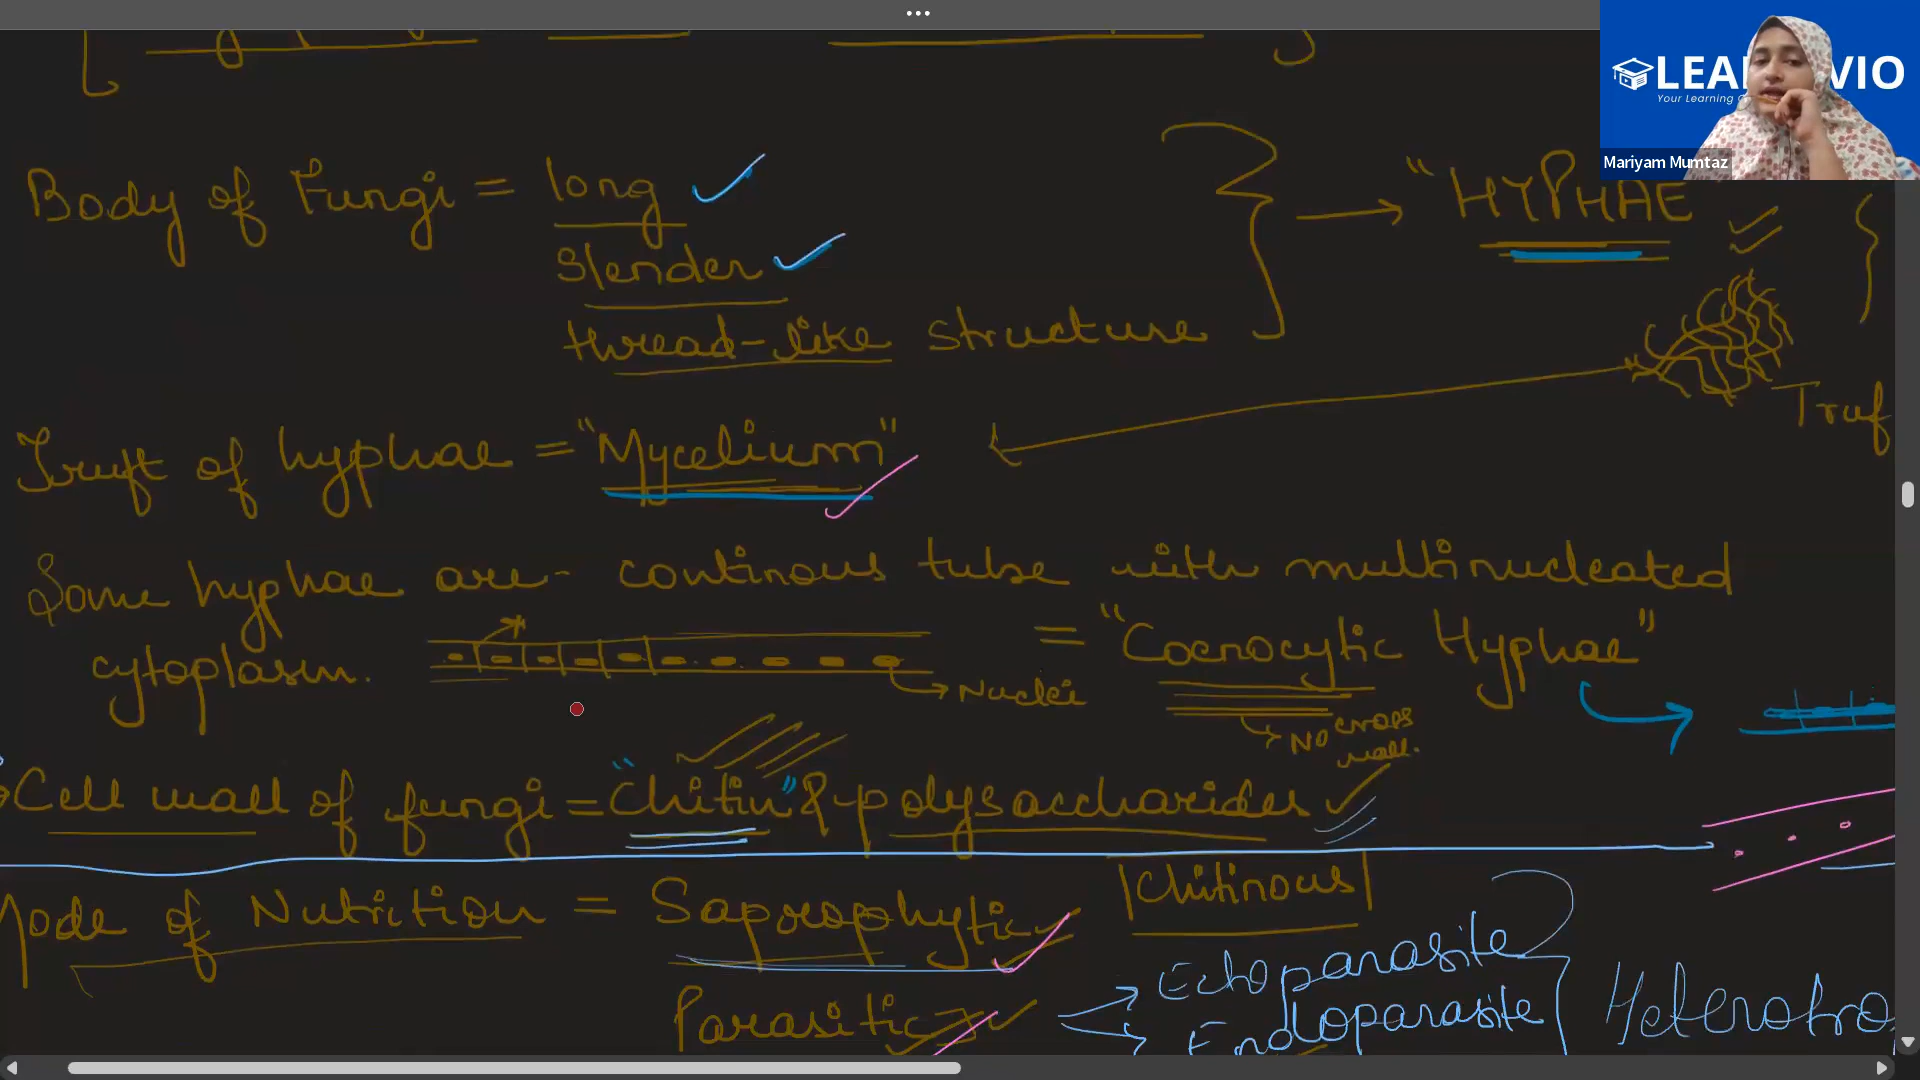 LEA VIO
Your Learning
Mariyam Mumtaz
Body of Fungi = long
slender
thread-like structure
"HYPHAE"
Truf
Truft of hyphae = "Mycelium"
Some hyphae are - continous tube with multinucleated
cytoplasm.
Nuclei
= "Coenocytic Hyphae"
No cross
wall.
Cell wall of fungi = "Chitin" & polysaccharides
|Chitinous|
Mode of Nutrition = Saprophytic
Parasitic
Ectoparasite
Endoparasite
Heterotro